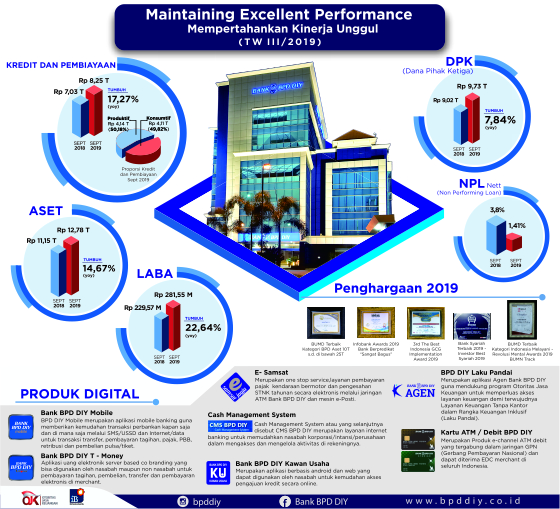 Maintaining Excellent Performance
Mempertahankan Kinerja Unggul
(TW III/2019)
KREDIT DAN PEMBIAYAAN
Rp 8,25 T
Rp 7,03 T
TUMBUH
17,27%
(yoy)
Produktif
Rp 4,14 T
(50,18%)
Konsumtif
Rp 4,11 T
(49,82%)
SEPT 2018
SEPT 2019
Proporsi Kredit
dan Pembiayaan
Sept 2019
BANK BPD DIY
DPK
(Dana Pihak Ketiga)
Rp 9,73 T
Rp 9,02 T
TUMBUH
7,84%
(yoy)
SEPT 2018
SEPT 2019
NPL Nett
(Non Performing Loan)
3,8%
1,41%
SEPT 2018
SEPT 2019
ASET
Rp 12,78 T
Rp 11,15 T
TUMBUH
14,67%
(yoy)
SEPT 2018
SEPT 2019
LABA
Rp 281,55 M
Rp 229,57 M
TUMBUH
22,64%
(yoy)
SEPT 2018
SEPT 2019
Penghargaan 2019
BUMD Terbaik
Kategori BPD Aset 10T
s.d. di bawah 25T
Infobank Awards 2019
Bank Berpredikat
"Sangat Bagus"
3rd The Best
Indonesia GCG
Implementation
Award 2019
Bank Syariah
Terbaik 2019 -
Investor Best
Syariah 2019
BUMD Terbaik
Kategori Indonesia Melayani -
Revolusi Mental Awards 2019
BUMN Track
PRODUK DIGITAL
Bank BPD DIY Mobile
BPD DIY Mobile merupakan aplikasi mobile banking guna
memberikan kemudahan transaksi perbankan kapan saja
dan di mana saja melalui SMS/USSD dan Internet/data
untuk transaksi transfer, pembayaran tagihan, pajak, PBB,
retribusi dan pembelian pulsa/tiket.
Bank BPD DIY T - Money
Aplikasi uang elektronik server based co branding yang
bisa digunakan oleh nasabah maupun non nasabah untuk
pembayaran tagihan, pembelian, transfer dan pembayaran
elektronis di merchant.
E- Samsat
Merupakan one stop service/layanan pembayaran
pajak kendaraan bermotor dan pengesahan
STNK tahunan secara elektronis melalui jaringan
ATM Bank BPD DIY dan mesin e-Posti.
Cash Management System
CMS BPD DIY
Cash Management System atau yang selanjutnya
disebut CMS BPD DIY merupakan layanan internet
banking untuk memudahkan nasabah korporasi/intansi/perusahaan
dalam mengakses dan mengelola aktivitas di rekeningnya.
KU
Bank BPD DIY Kawan Usaha
Merupakan aplikasi berbasis android dan web yang
dapat digunakan untuk kemudahan akses
pengajuan kredit secara online.
BANK BPD DIY
AGEN
BPD DIY Laku Pandai
Merupakan aplikasi Agen Bank BPD DIY
guna mendukung program Otoritas Jasa
Keuangan untuk memperluas akses
layanan keuangan demi terwujudnya
Layanan Keuangan Tanpa Kantor
dalam Rangka Keuangan Inklusif
(Laku Pandai).
Kartu ATM / Debit BPD DIY
Merupakan Produk e-channel ATM debit
yang tergabung dalam jaringan GPN
(Gerbang Pembayaran Nasional) dan
dapat diterima EDC merchant di
seluruh Indonesia.
OJK
bpddiy
Bank BPD DIY
www.bpddiy.co.id